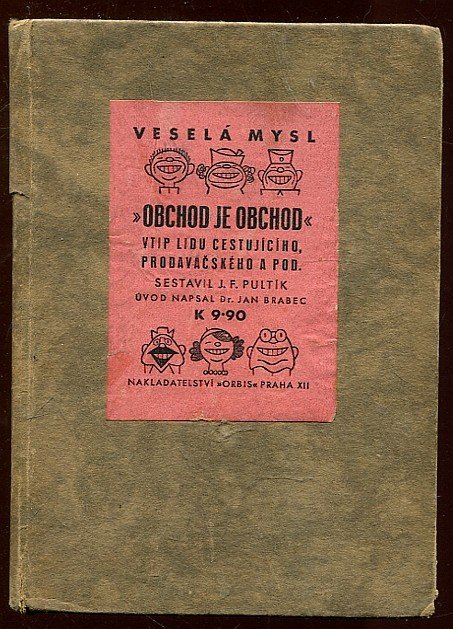 VESELÁ MYSL
»OBCHOD JE OBCHOD«
VTIP LIDU CESTUJÍCÍHO,
PRODAVAČSKÉHO A POD.
SESTAVIL J. F. PULTÍK
ÚVOD NAPSAL Dr. JAN BRABEC
K 9·90
NAKLADATELSTVÍ »ORBIS« PRAHA XII